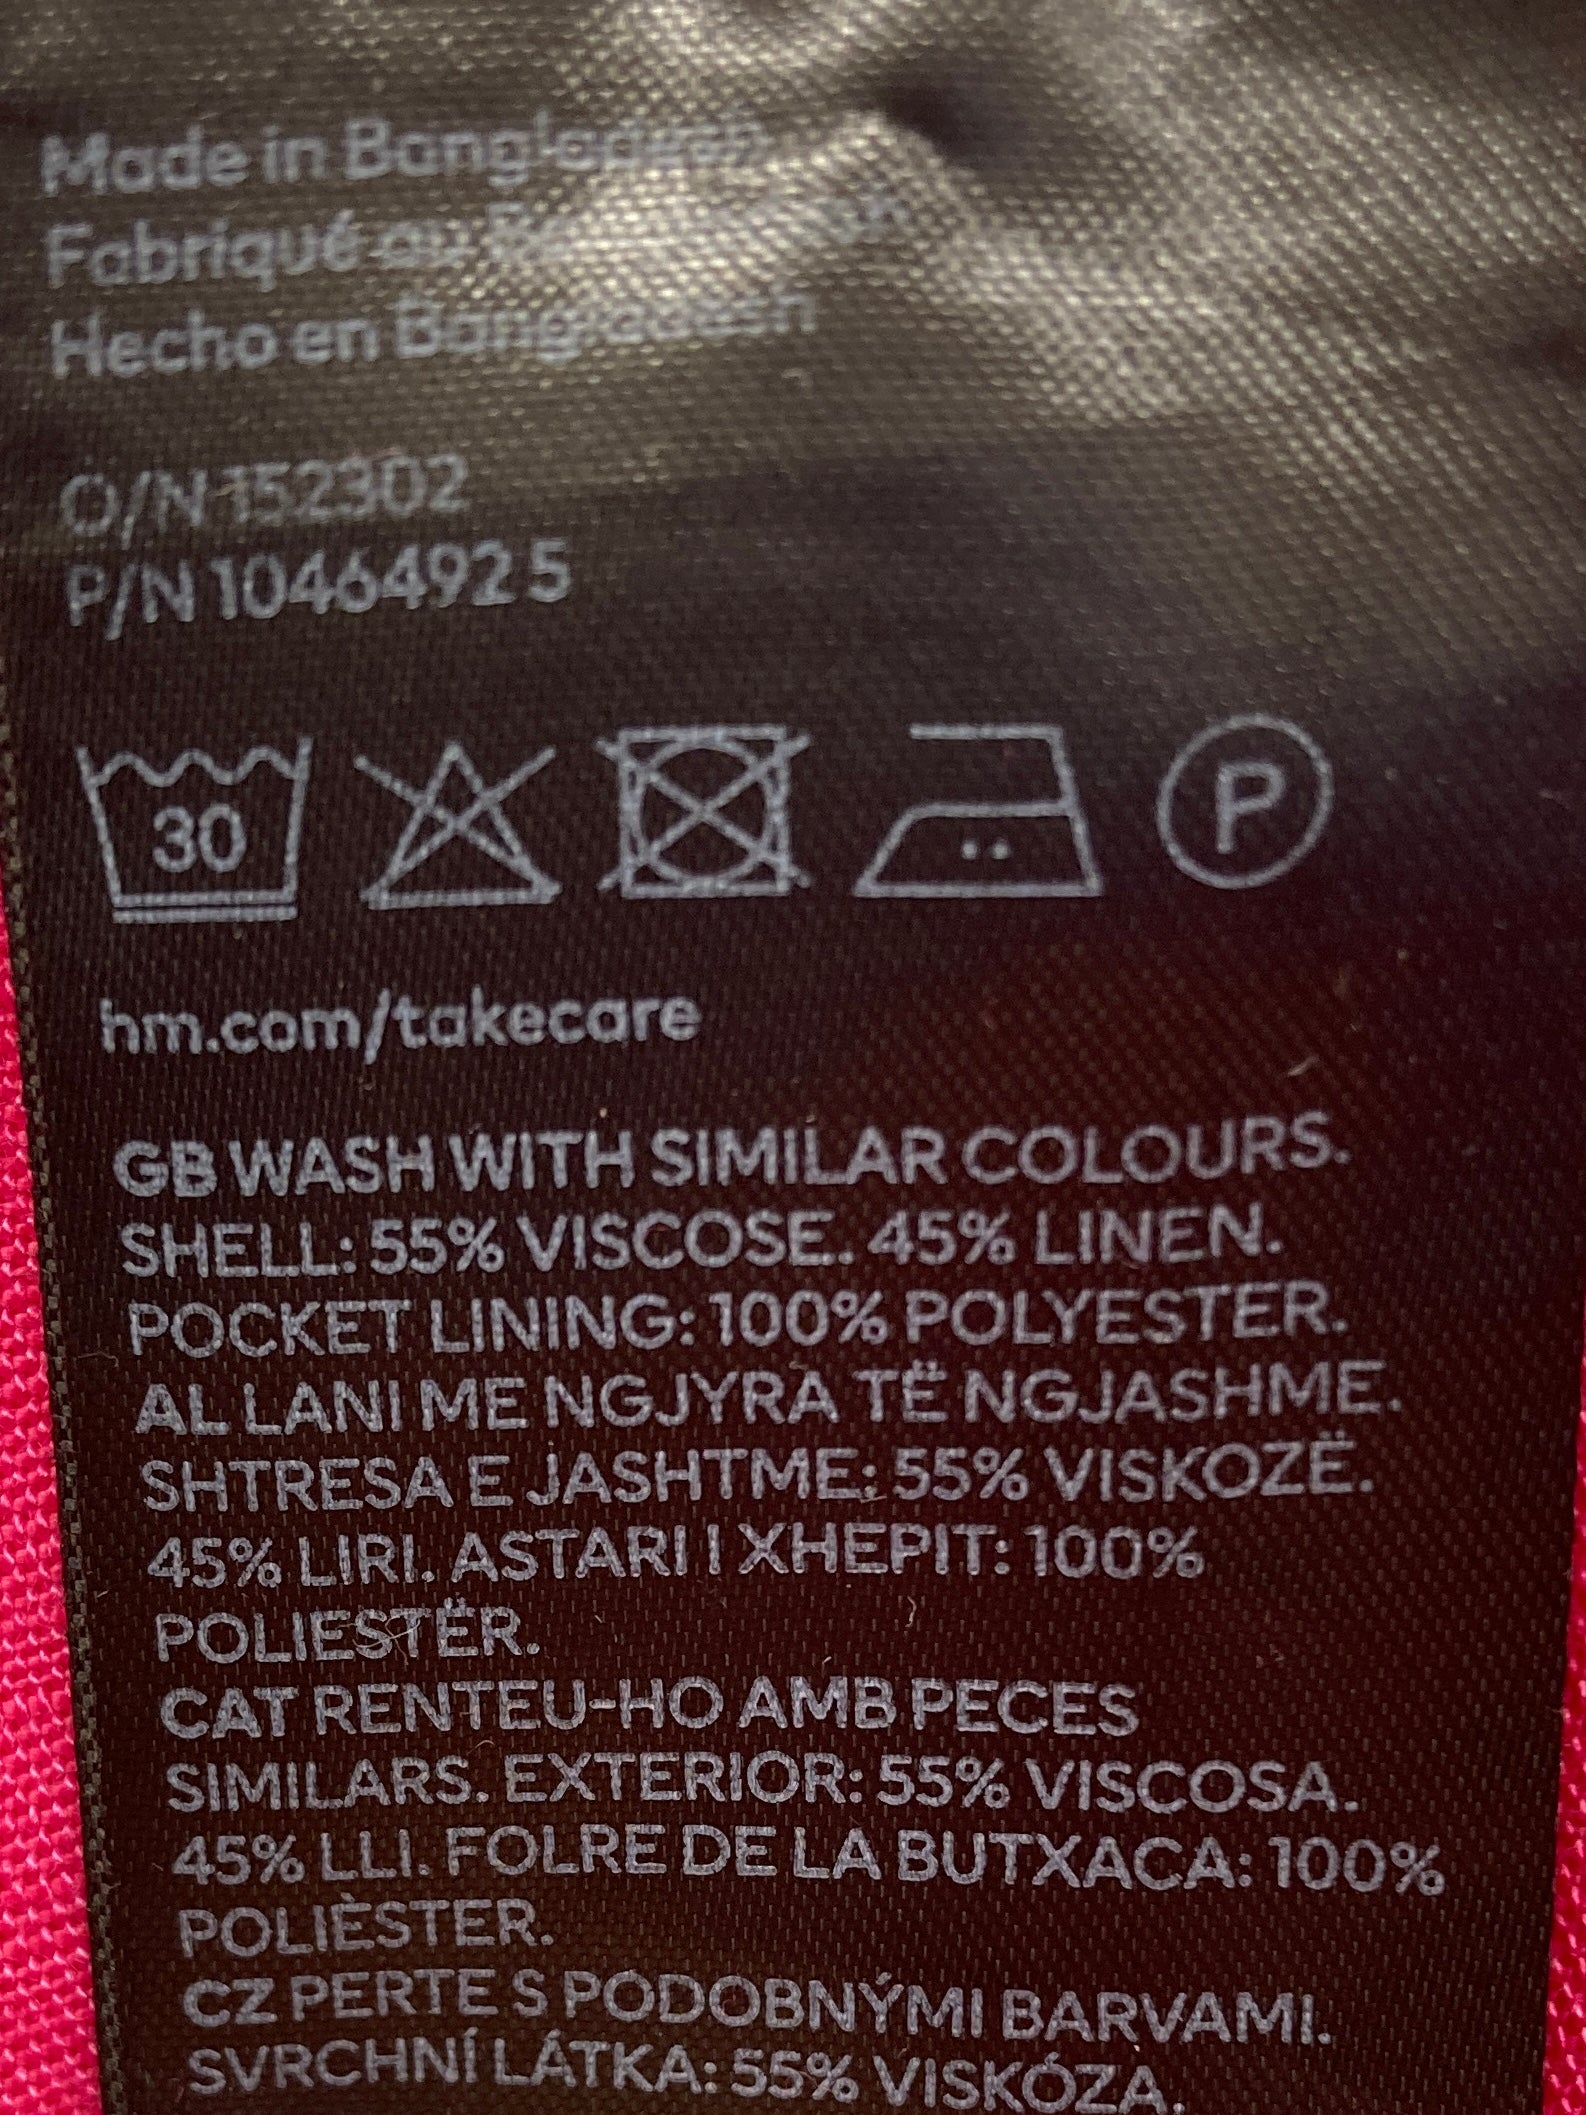 Made in Bangladesh
Fabriqué au
Hecho en Bangladesh
O/N 152302
P/N 10464925
30
P
hm.com/takecare
GB WASH WITH SIMILAR COLOURS.
SHELL: 55% VISCOSE. 45% LINEN.
POCKET LINING: 100% POLYESTER.
AL LANI ME NGJYRA TË NGJASHME.
SHTRESA E JASHTME: 55% VISKOZË.
45% LIRI. ASTARI I XHEPIT: 100%
POLIESTËR.
CAT RENTEU-HO AMB PECES
SIMILARS. EXTERIOR: 55% VISCOSA.
45% LLI. FOLRE DE LA BUTXACA: 100%
POLIÈSTER.
CZ PERTE S PODOBNÝMI BARVAMI.
SVRCHNÍ LÁTKA: 55% VISKÓZA.